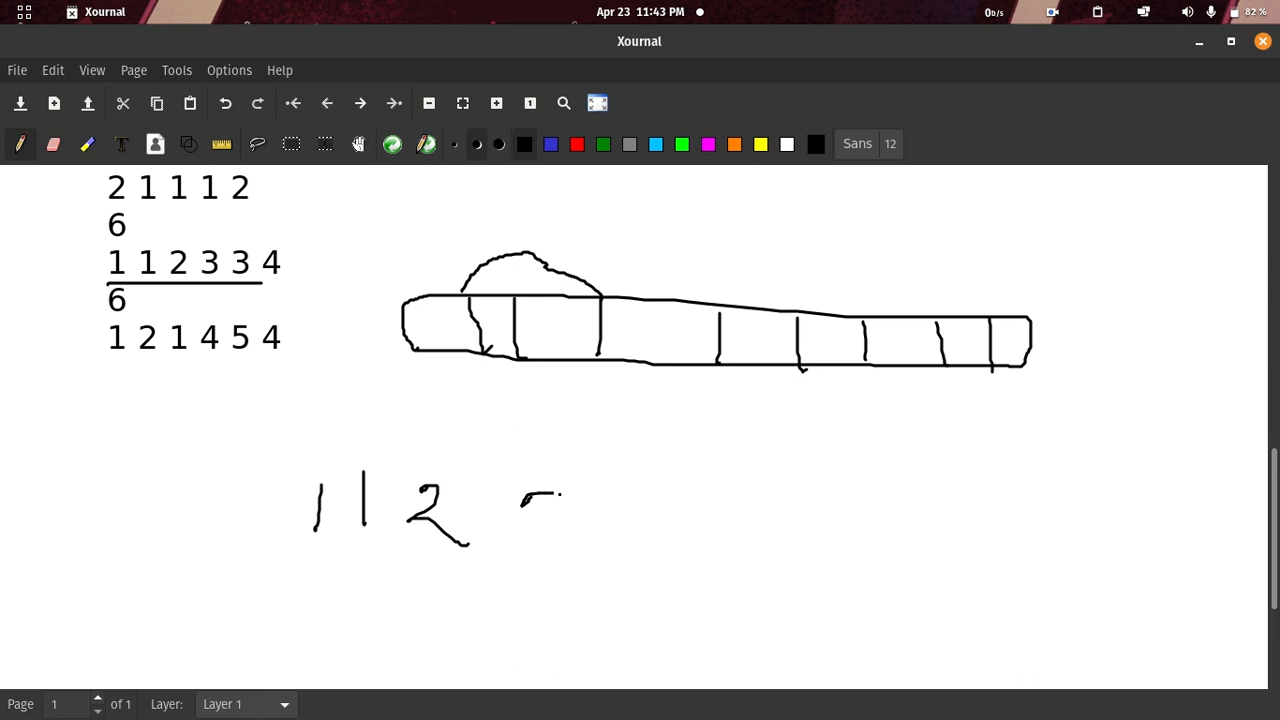 Xournal
Apr 23 11:43 PM
0b/s
82 %
Xournal
File Edit View Page Tools Options Help
Sans 12
2 1 1 1 2
6
1 1 2 3 3 4
6
1 2 1 4 5 4
1 1 2
Page 1 of 1 Layer: Layer 1